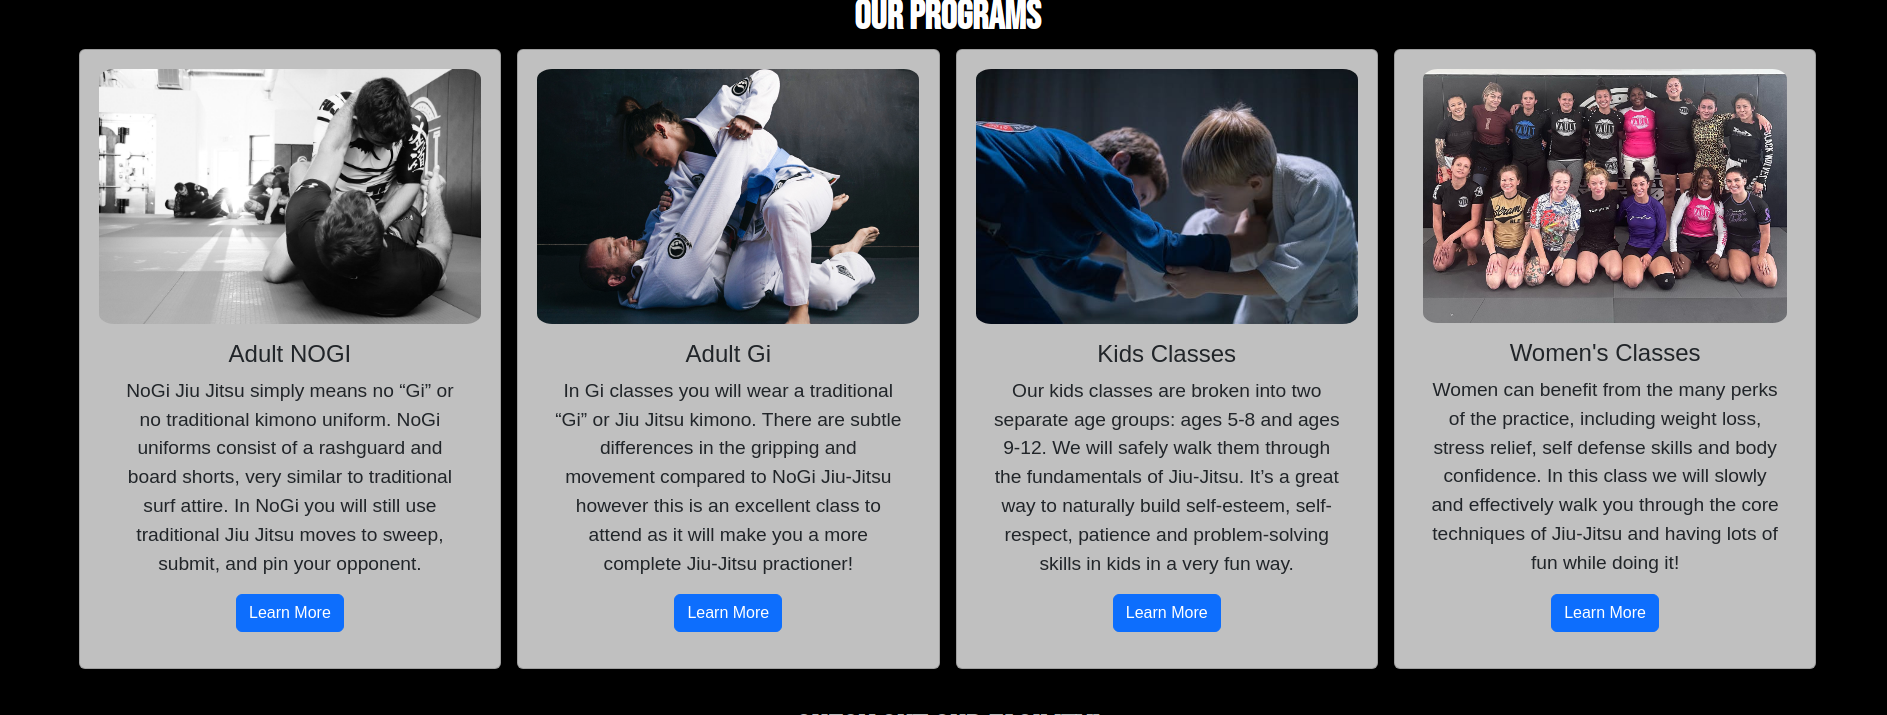 OUR PROGRAMS
Adult NOGI
NoGi Jiu Jitsu simply means no “Gi” or
no traditional kimono uniform. NoGi
uniforms consist of a rashguard and
board shorts, very similar to traditional
surf attire. In NoGi you will still use
traditional Jiu Jitsu moves to sweep,
submit, and pin your opponent.
Learn More
Adult Gi
In Gi classes you will wear a traditional
“Gi” or Jiu Jitsu kimono. There are subtle
differences in the gripping and
movement compared to NoGi Jiu-Jitsu
however this is an excellent class to
attend as it will make you a more
complete Jiu-Jitsu practioner!
Learn More
Kids Classes
Our kids classes are broken into two
separate age groups: ages 5-8 and ages
9-12. We will safely walk them through
the fundamentals of Jiu-Jitsu. It’s a great
way to naturally build self-esteem, self-
respect, patience and problem-solving
skills in kids in a very fun way.
Learn More
VAULT
VAULT
VAULT
VAULT
Women's Classes
Women can benefit from the many perks
of the practice, including weight loss,
stress relief, self defense skills and body
confidence. In this class we will slowly
and effectively walk you through the core
techniques of Jiu-Jitsu and having lots of
fun while doing it!
Learn More